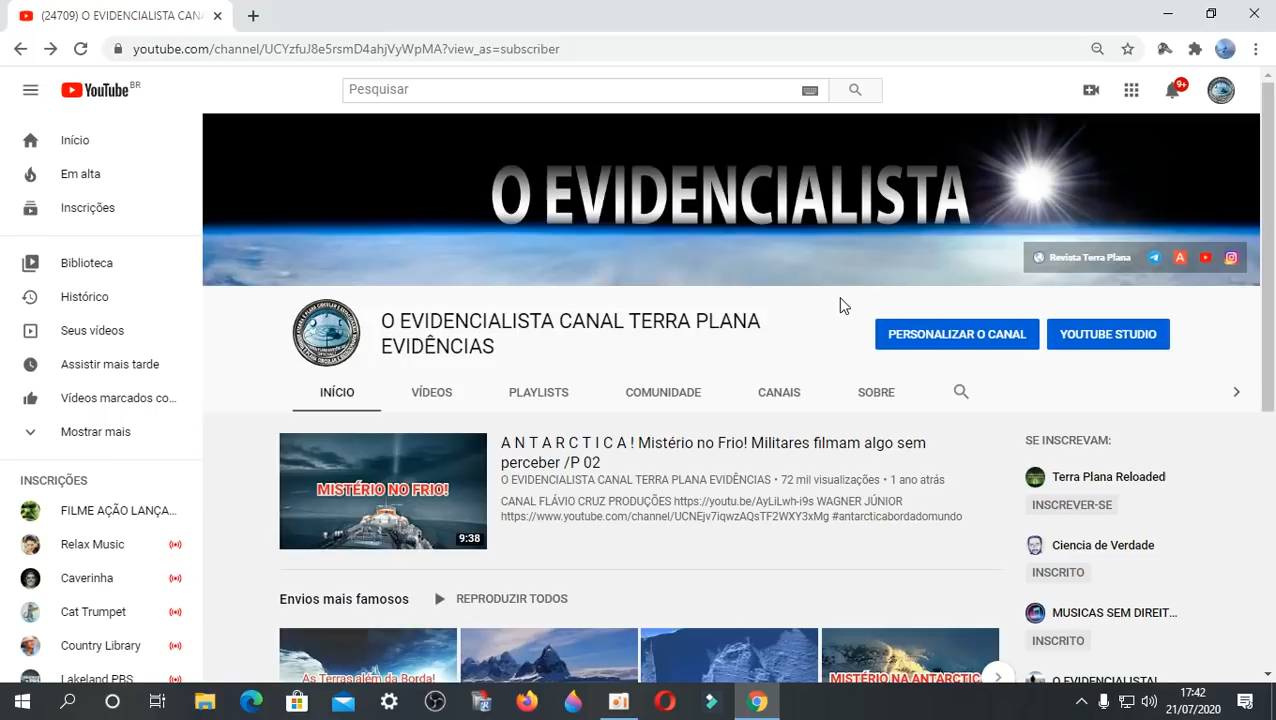 (24709) O EVIDENCIALISTA CAN
youtube.com/channel/UCYzfuJ8e5rsmD4ahjVyWpMA?view_as=subscriber
YouTube BR
Pesquisar
9+
Início
Em alta
Inscrições
Biblioteca
Histórico
Seus vídeos
Assistir mais tarde
Vídeos marcados co...
Mostrar mais
INSCRIÇÕES
FILME AÇÃO LANÇA...
Relax Music
Caverinha
Cat Trumpet
Country Library
Lakeland PBS
O EVIDENCIALISTA
Revista Terra Plana
O EVIDENCIALISTA CANAL TERRA PLANA
EVIDÊNCIAS
PERSONALIZAR O CANAL
YOUTUBE STUDIO
INÍCIO
VÍDEOS
PLAYLISTS
COMUNIDADE
CANAIS
SOBRE
MISTÉRIO NO FRIO!
9:38
A N T A R C T I C A ! Mistério no Frio! Militares filmam algo sem
perceber /P 02
O EVIDENCIALISTA CANAL TERRA PLANA EVIDÊNCIAS • 72 mil visualizações • 1 ano atrás
CANAL FLÁVIO CRUZ PRODUÇÕES https://youtu.be/AyLiLwh-i9s WAGNER JÚNIOR
https://www.youtube.com/channel/UCNEjv7iqwzAQsTF2WXY3xMg #antarcticabordadomundo
Envios mais famosos
REPRODUZIR TODOS
As Terras além da Borda!
MISTÉRIO NA ANTARCTIC
SE INSCREVAM:
Terra Plana Reloaded
INSCREVER-SE
Ciencia de Verdade
INSCRITO
MUSICAS SEM DIREIT...
INSCRITO
O EVIDENCIALISTA!
17:42
21/07/2020